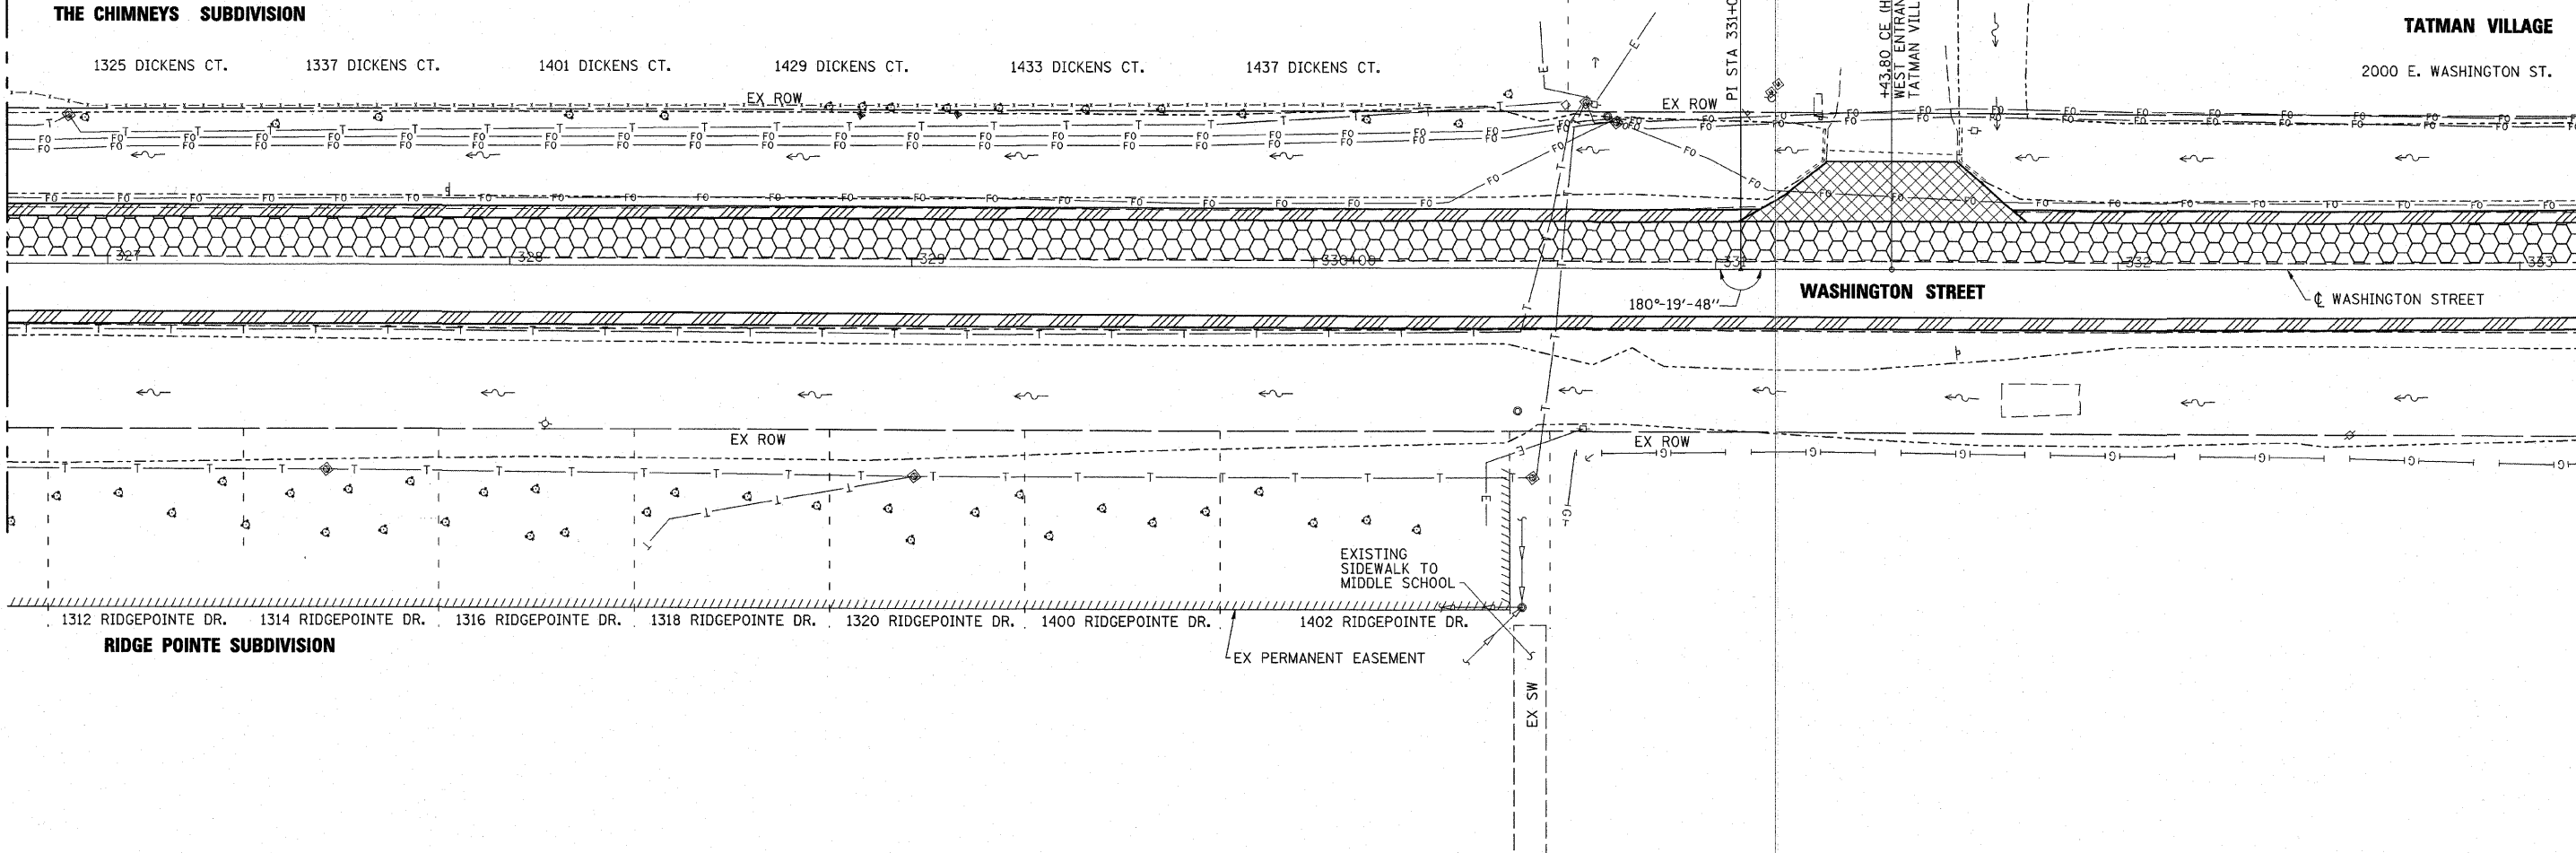 THE CHIMNEYS SUBDIVISION
TATMAN VILLAGE
1325 DICKENS CT.
1337 DICKENS CT.
1401 DICKENS CT.
1429 DICKENS CT.
1433 DICKENS CT.
1437 DICKENS CT.
2000 E. WASHINGTON ST.
PI STA 331+0
+43.80 CE (H
WEST ENTRAN
TATMAN VILL
EX ROW
EX ROW
327
328
329
330+00
331
332
333
180°-19'-48"
WASHINGTON STREET
℄ WASHINGTON STREET
EX ROW
EX ROW
EXISTING
SIDEWALK TO
MIDDLE SCHOOL
1312 RIDGEPOINTE DR.
1314 RIDGEPOINTE DR.
1316 RIDGEPOINTE DR.
1318 RIDGEPOINTE DR.
1320 RIDGEPOINTE DR.
1400 RIDGEPOINTE DR.
1402 RIDGEPOINTE DR.
RIDGE POINTE SUBDIVISION
EX PERMANENT EASEMENT
EX SW